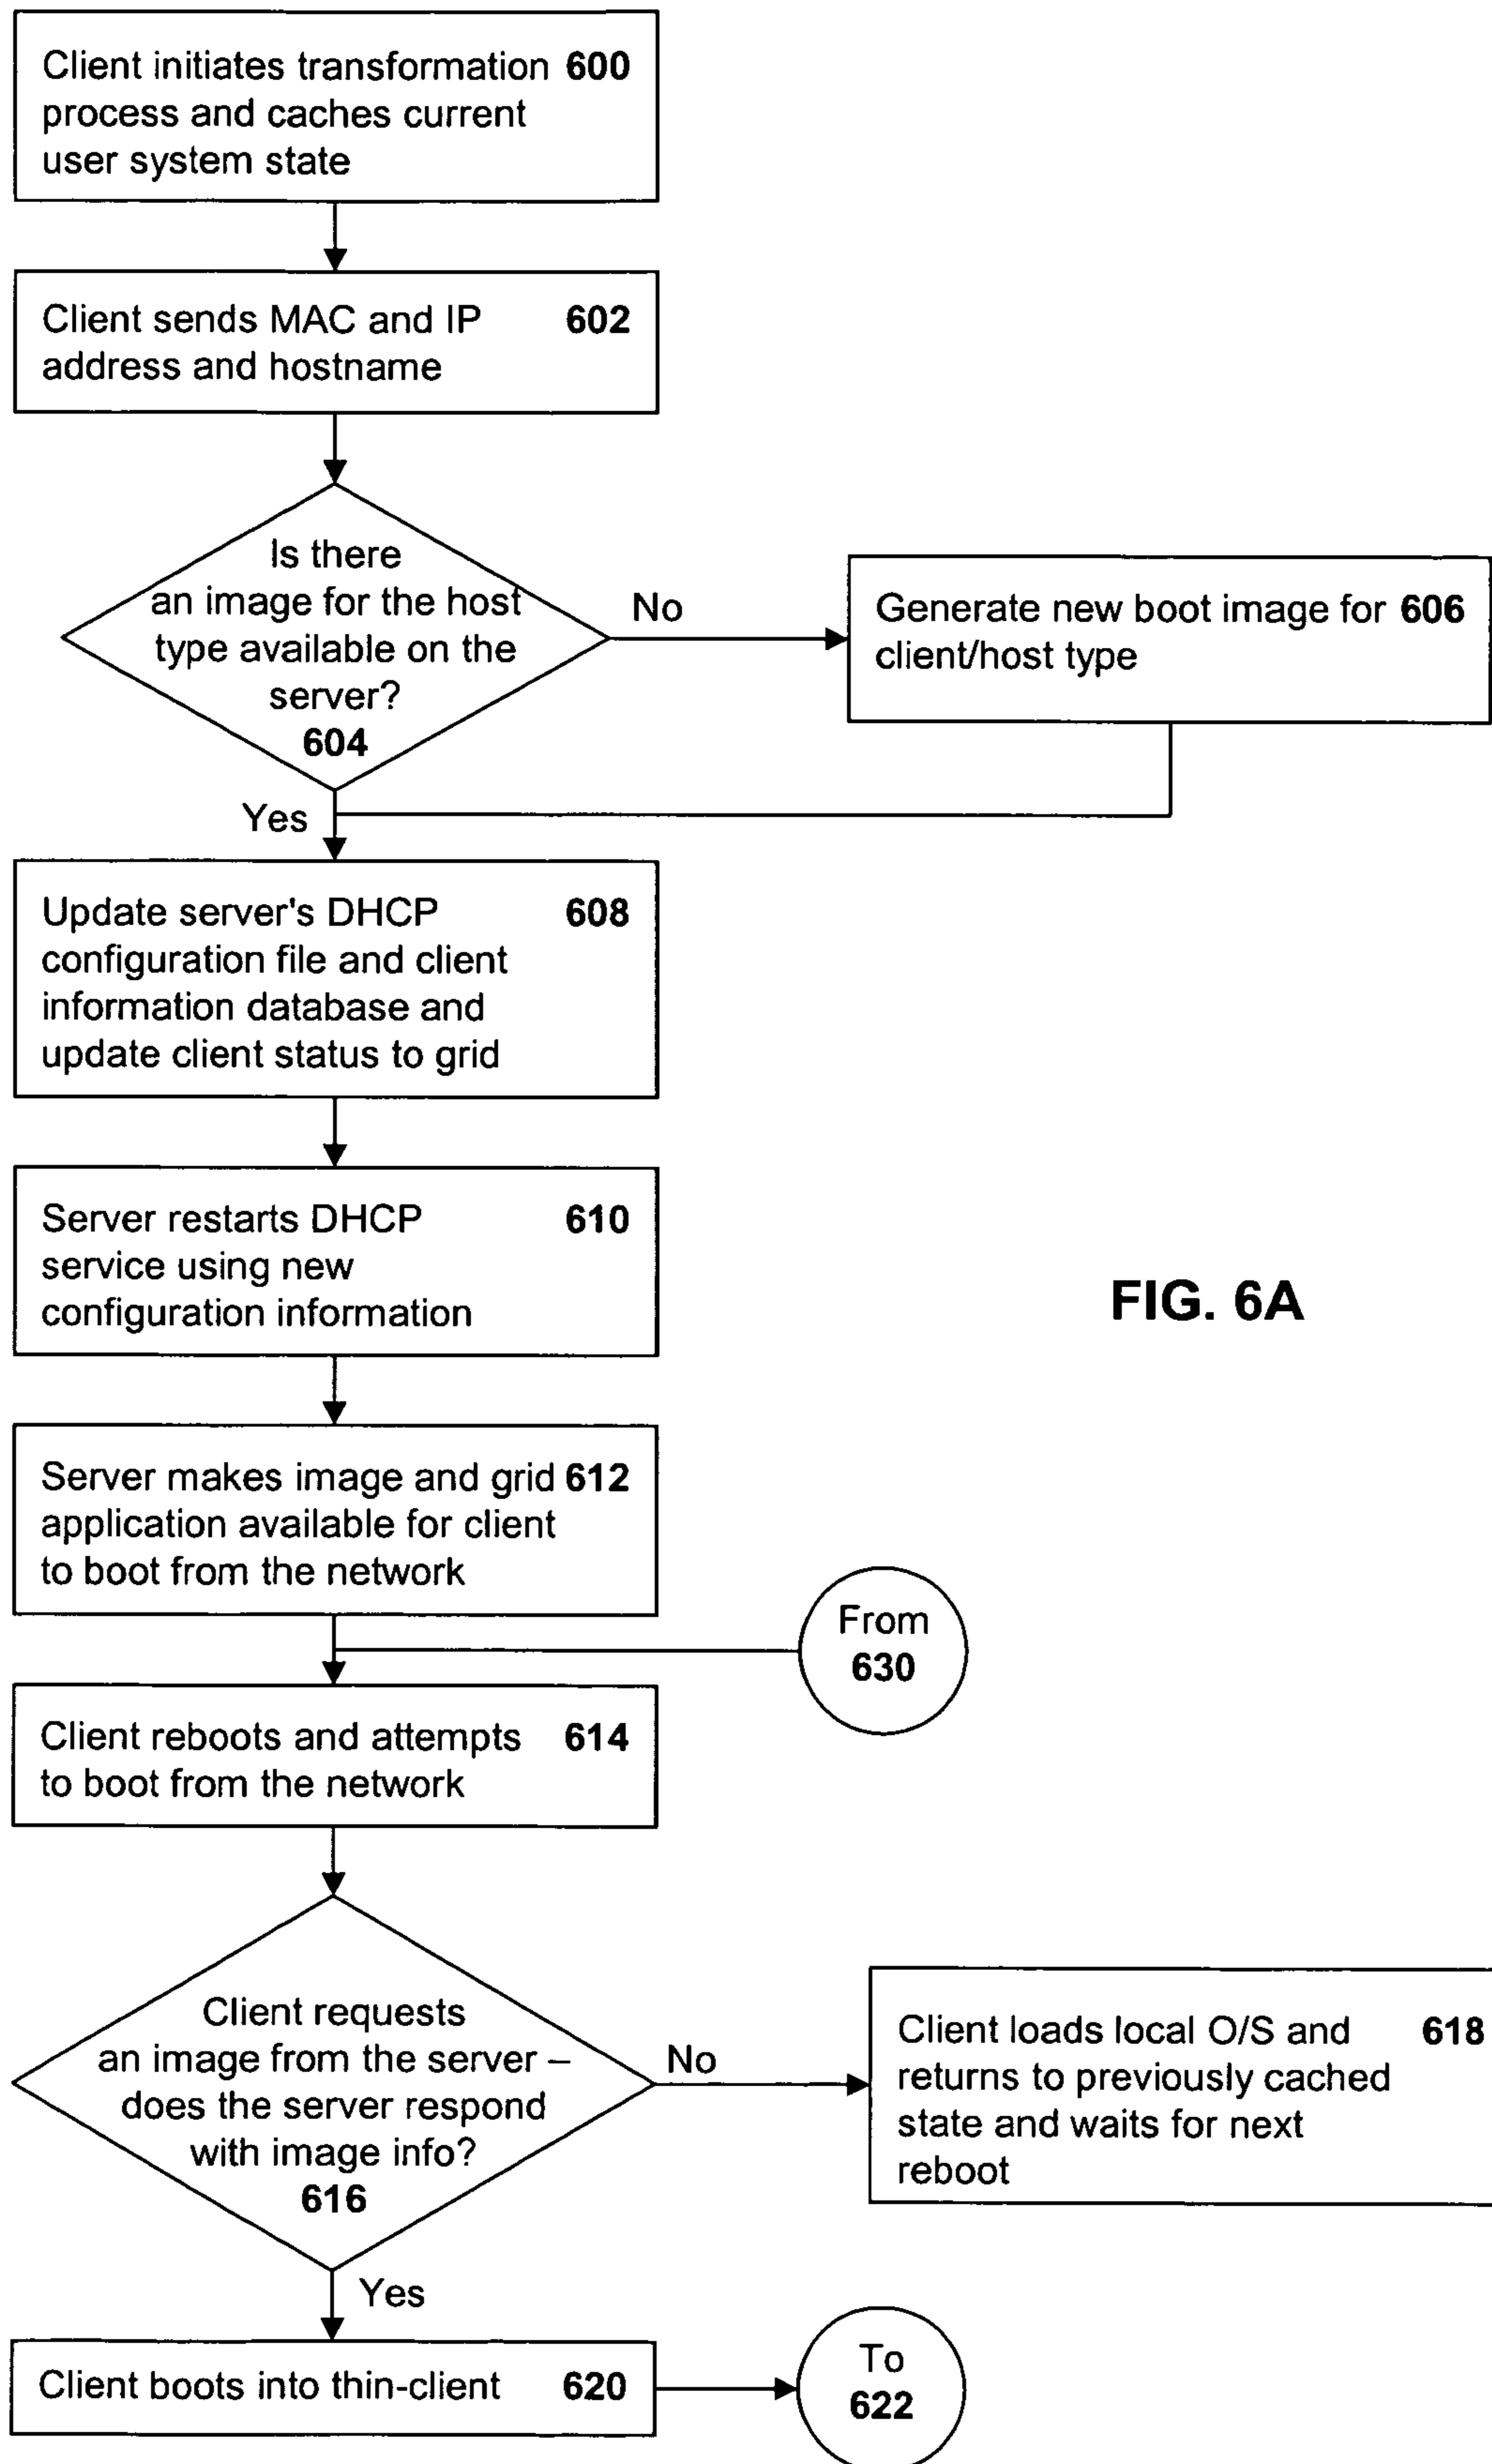 Client initiates transformation 600
process and caches current
user system state
Client sends MAC and IP 602
address and hostname
Is there
an image for the host
type available on the
server?
604
No
Generate new boot image for 606
client/host type
Yes
Update server's DHCP 608
configuration file and client
information database and
update client status to grid
Server restarts DHCP 610
service using new
configuration information
FIG. 6A
Server makes image and grid 612
application available for client
to boot from the network
From
630
Client reboots and attempts 614
to boot from the network
Client requests
an image from the server –
does the server respond
with image info?
616
No
Client loads local O/S and 618
returns to previously cached
state and waits for next
reboot
Yes
Client boots into thin-client 620
To
622